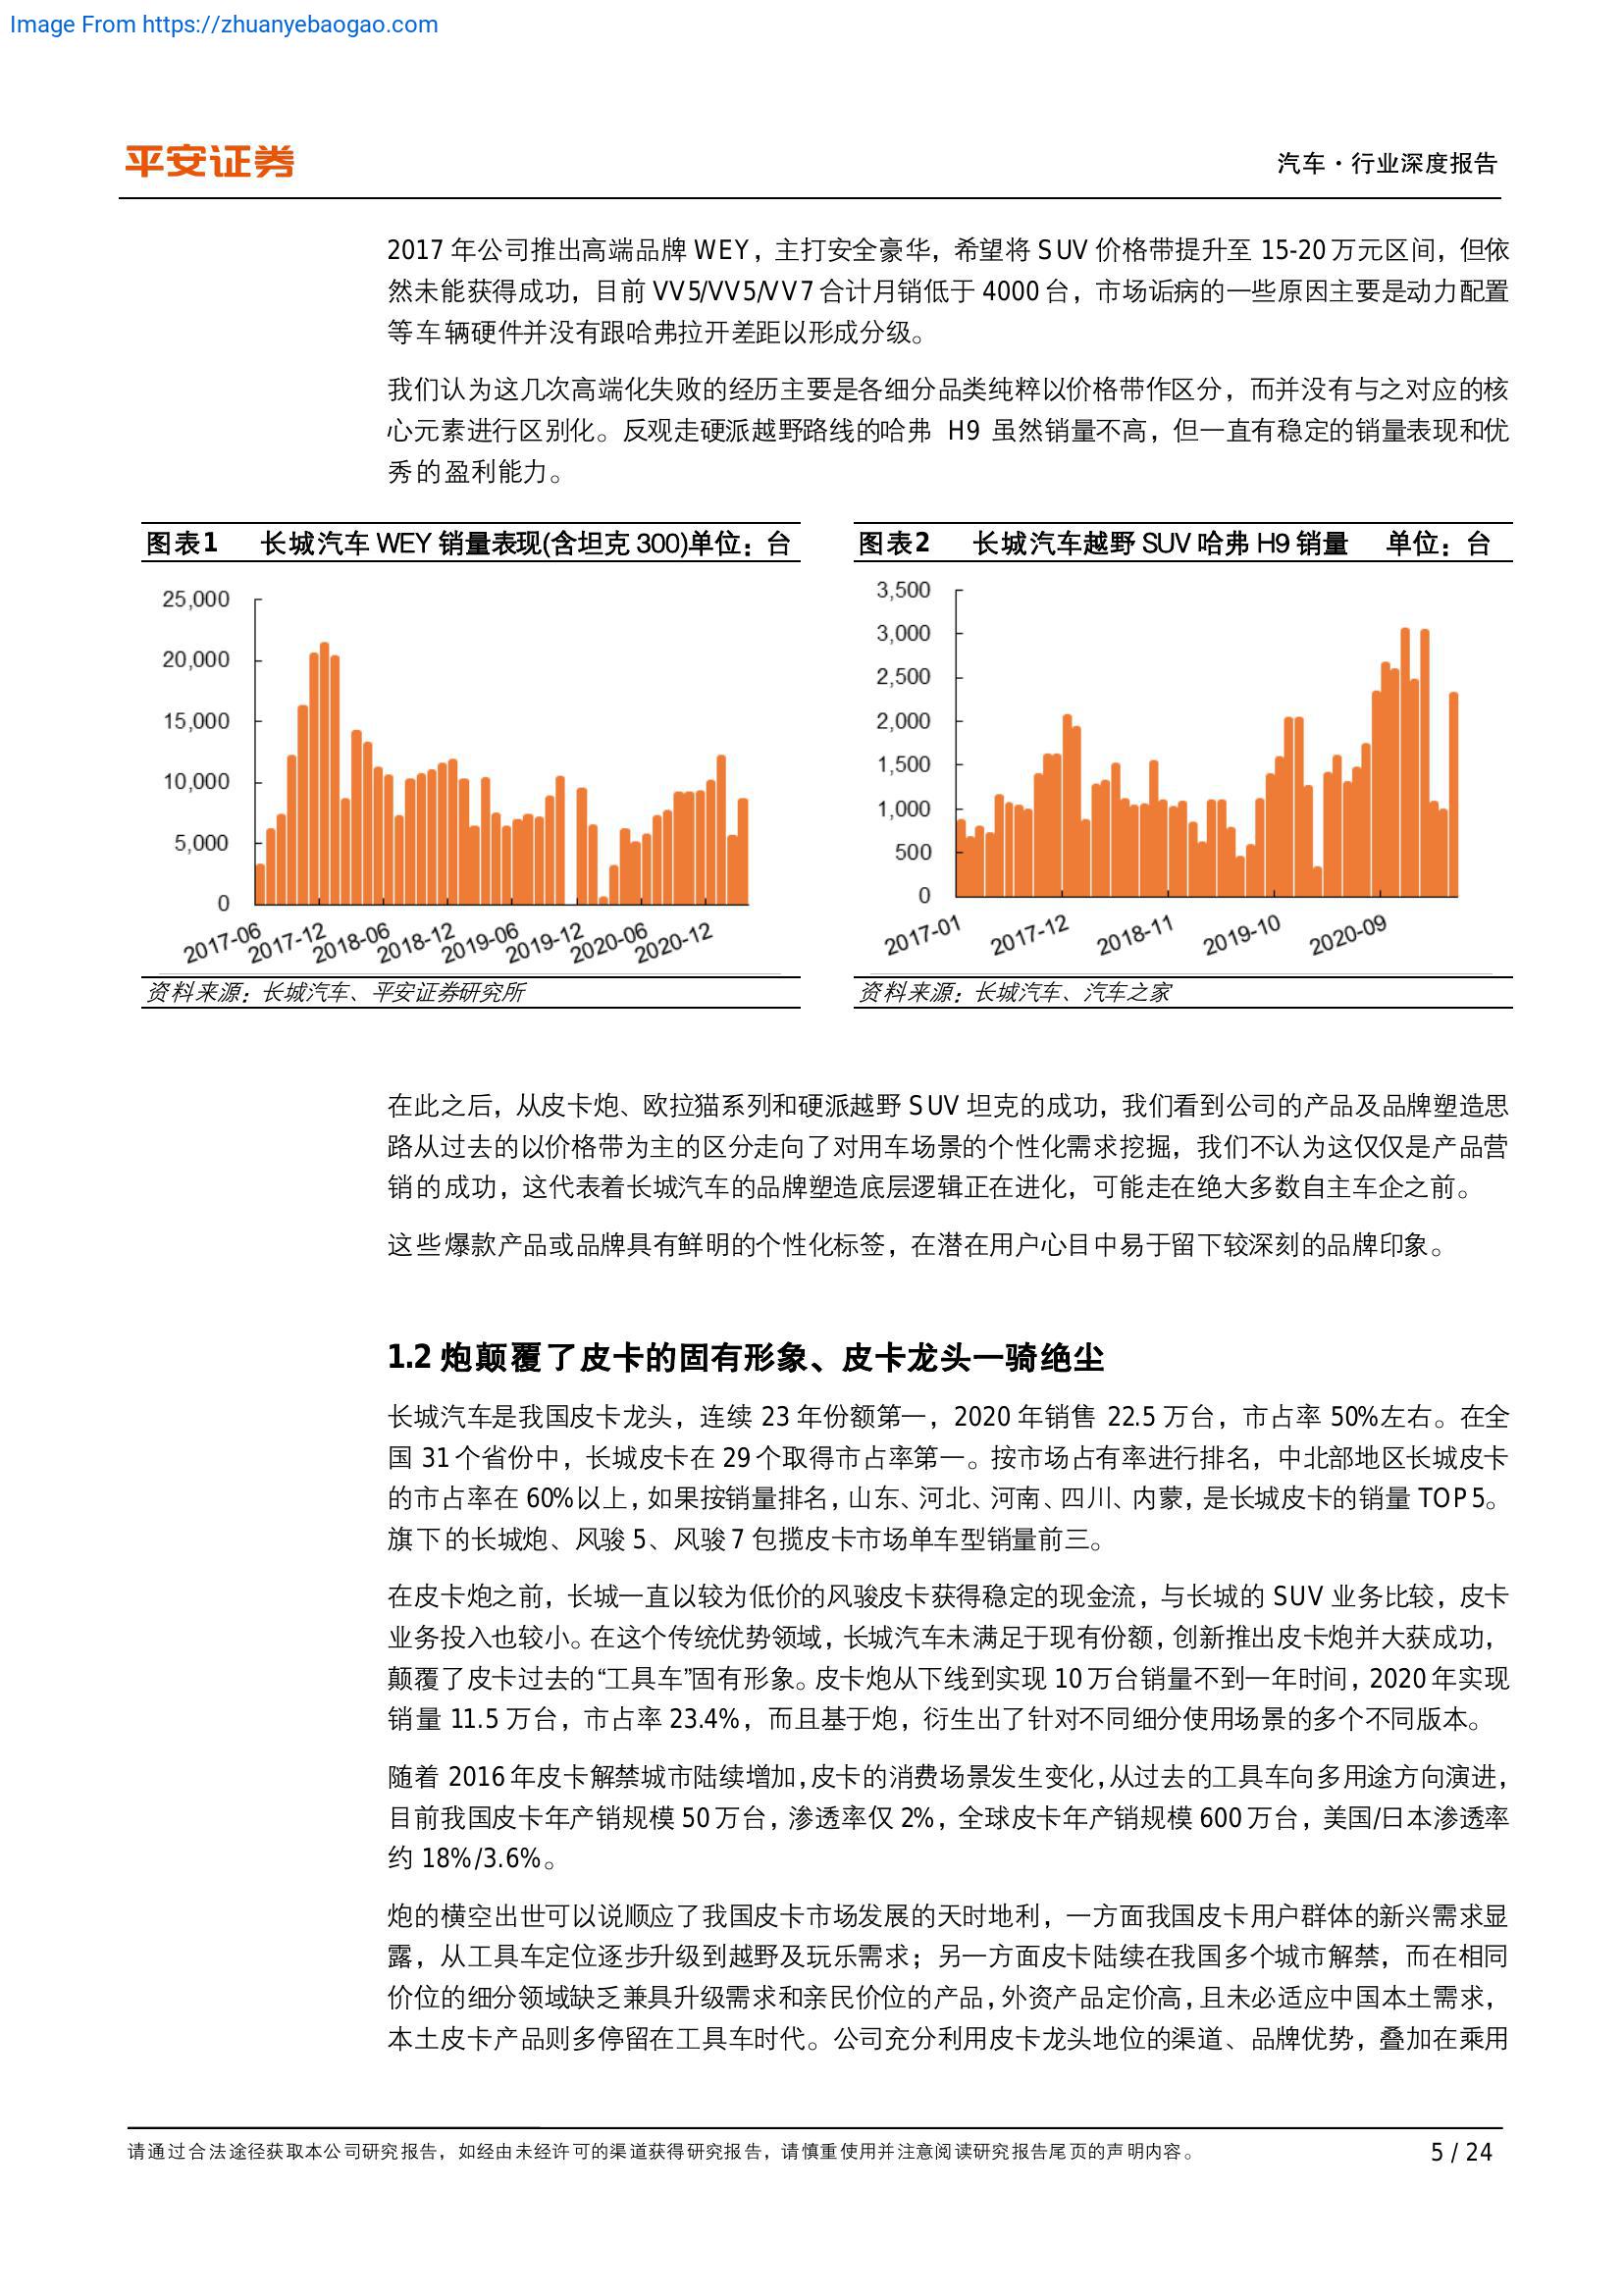 Image From https://zhuanyebaogao.com
平安证券
汽车·行业深度报告
2017 年公司推出高端品牌 WEY，主打安全豪华，希望将 SUV 价格带提升至 15-20 万元区间，但依
然未能获得成功，目前 VV5/VV5/VV7 合计月销低于 4000 台，市场诟病的一些原因主要是动力配置
等车辆硬件并没有跟哈弗拉开差距以形成分级。
我们认为这几次高端化失败的经历主要是各细分品类纯粹以价格带作区分，而并没有与之对应的核
心元素进行区别化。反观走硬派越野路线的哈弗 H9 虽然销量不高，但一直有稳定的销量表现和优
秀的盈利能力。
图表1 长城汽车 WEY 销量表现(含坦克 300)单位：台
25,000
20,000
15,000
10,000
5,000
0
2017-06
2017-12
2018-06
2018-12
2019-06
2019-12
2020-06
2020-12
资料来源：长城汽车、平安证券研究所
图表2 长城汽车越野 SUV 哈弗 H9 销量 单位：台
3,500
3,000
2,500
2,000
1,500
1,000
500
0
2017-01
2017-12
2018-11
2019-10
2020-09
资料来源：长城汽车、汽车之家
在此之后，从皮卡炮、欧拉猫系列和硬派越野 SUV 坦克的成功，我们看到公司的产品及品牌塑造思
路从过去的以价格带为主的区分走向了对用车场景的个性化需求挖掘，我们不认为这仅仅是产品营
销的成功，这代表着长城汽车的品牌塑造底层逻辑正在进化，可能走在绝大多数自主车企之前。
这些爆款产品或品牌具有鲜明的个性化标签，在潜在用户心目中易于留下较深刻的品牌印象。
1.2 炮颠覆了皮卡的固有形象、皮卡龙头一骑绝尘
长城汽车是我国皮卡龙头，连续 23 年份额第一，2020 年销售 22.5 万台，市占率 50%左右。在全
国 31 个省份中，长城皮卡在 29 个取得市占率第一。按市场占有率进行排名，中北部地区长城皮卡
的市占率在 60%以上，如果按销量排名，山东、河北、河南、四川、内蒙，是长城皮卡的销量 TOP5。
旗下的长城炮、风骏 5、风骏 7 包揽皮卡市场单车型销量前三。
在皮卡炮之前，长城一直以较为低价的风骏皮卡获得稳定的现金流，与长城的 SUV 业务比较，皮卡
业务投入也较小。在这个传统优势领域，长城汽车未满足于现有份额，创新推出皮卡炮并大获成功，
颠覆了皮卡过去的“工具车”固有形象。皮卡炮从下线到实现 10 万台销量不到一年时间，2020 年实现
销量 11.5 万台，市占率 23.4%，而且基于炮，衍生出了针对不同细分使用场景的多个不同版本。
随着 2016 年皮卡解禁城市陆续增加，皮卡的消费场景发生变化，从过去的工具车向多用途方向演进，
目前我国皮卡年产销规模 50 万台，渗透率仅 2%，全球皮卡年产销规模 600 万台，美国/日本渗透率
约 18%/3.6%。
炮的横空出世可以说顺应了我国皮卡市场发展的天时地利，一方面我国皮卡用户群体的新兴需求显
露，从工具车定位逐步升级到越野及玩乐需求；另一方面皮卡陆续在我国多个城市解禁，而在相同
价位的细分领域缺乏兼具升级需求和亲民价位的产品，外资产品定价高，且未必适应中国本土需求，
本土皮卡产品则多停留在工具车时代。公司充分利用皮卡龙头地位的渠道、品牌优势，叠加在乘用
请通过合法途径获取本公司研究报告，如经由未经许可的渠道获得研究报告，请慎重使用并注意阅读研究报告尾页的声明内容。
5 / 24